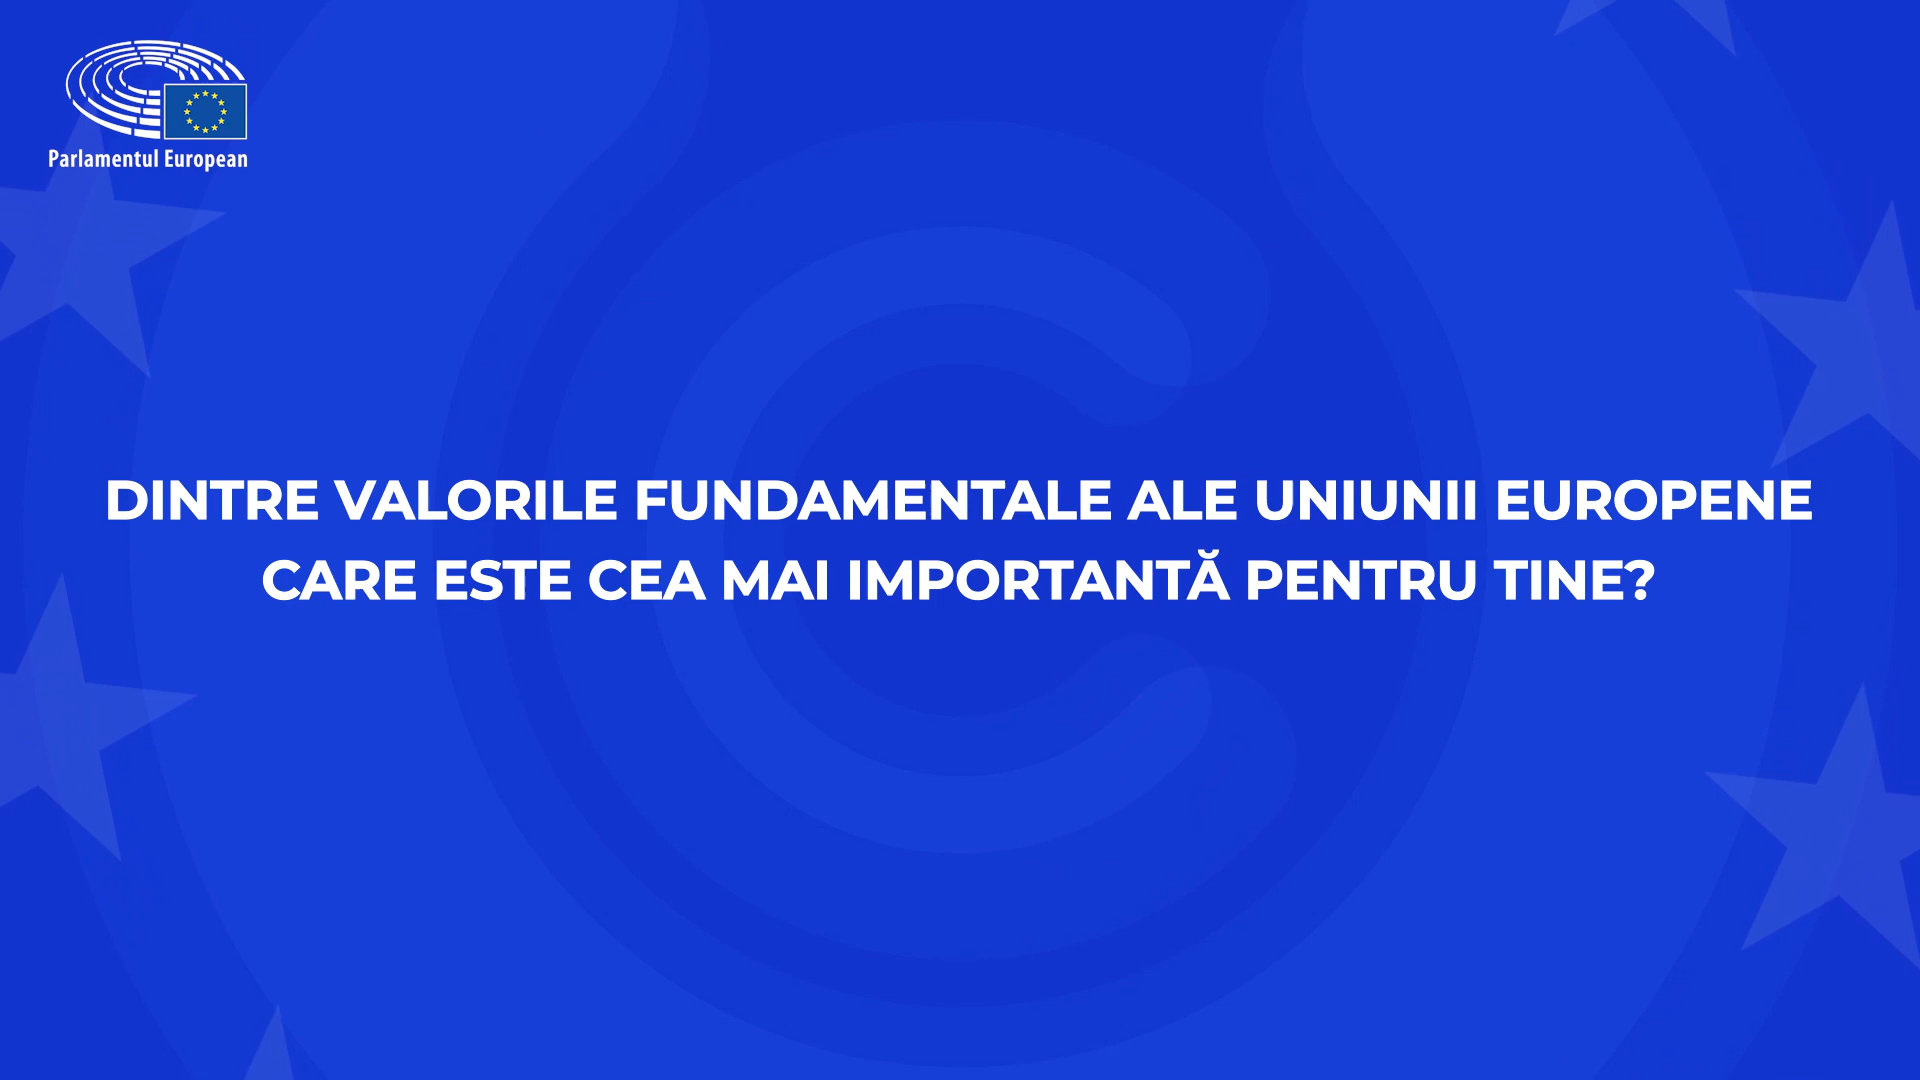 Parlamentul European
DINTRE VALORILE FUNDAMENTALE ALE UNIUNII EUROPENE
CARE ESTE CEA MAI IMPORTANTĂ PENTRU TINE?